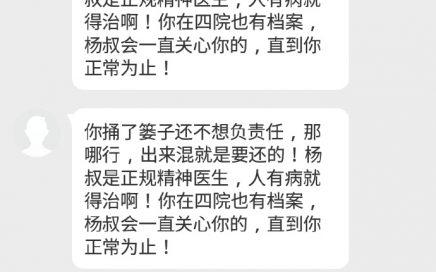 叔是正规精神医生，人有病就
得治啊！你在四院也有档案，
杨叔会一直关心你的，直到你
正常为止！
你捅了篓子还不想负责任，那
哪行，出来混就是要还的！杨
叔是正规精神医生，人有病就
得治啊！你在四院也有档案，
杨叔会一直关心你的，直到你
正常为止！